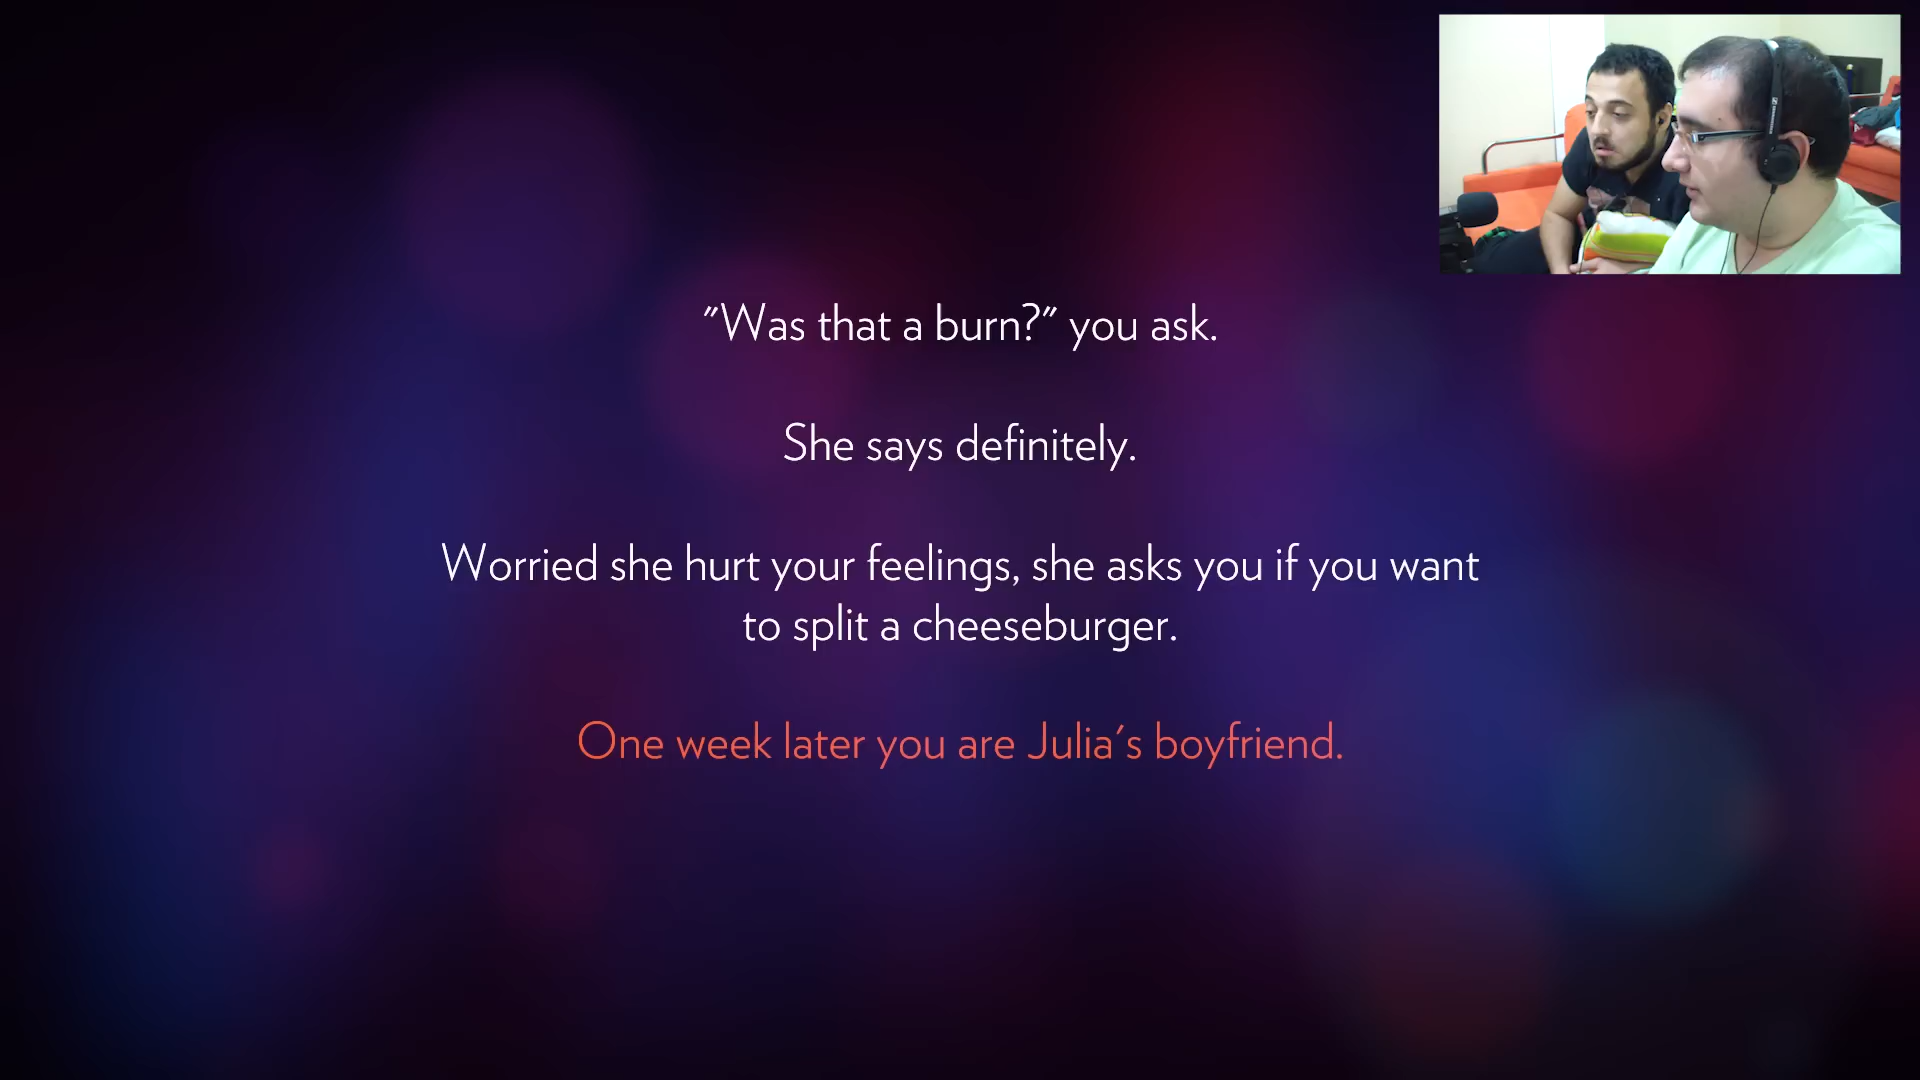 "Was that a burn?" you ask.
She says definitely.
Worried she hurt your feelings, she asks you if you want
to split a cheeseburger.
One week later you are Julia's boyfriend.